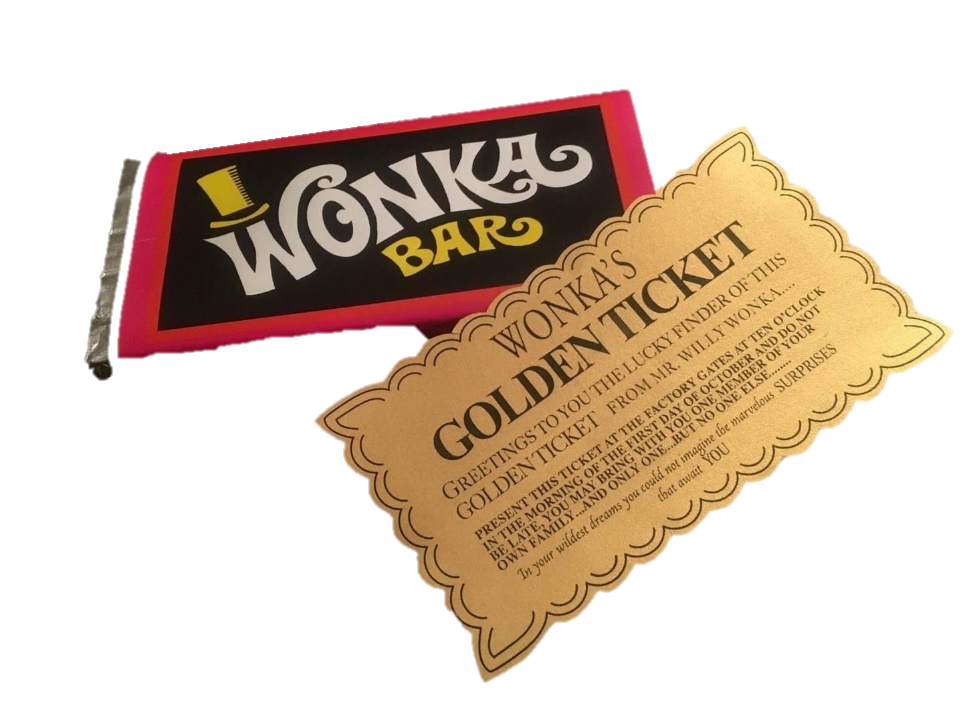 WONKA
BAR
WONKA'S
GOLDEN TICKET
GREETINGS TO YOU THE LUCKY FINDER OF THIS
GOLDEN TICKET FROM MR. WILLY WONKA....
PRESENT THIS TICKET AT THE FACTORY GATES AT TEN O'CLOCK
IN THE MORNING OF THE FIRST DAY OF OCTOBER AND DO NOT
BE LATE, YOU MAY BRING WITH YOU ONE MEMBER OF YOUR
OWN FAMILY...AND ONLY ONE...BUT NO ONE ELSE........
In your wildest dreams you could not imagine the marvelous SURPRISES
that await YOU